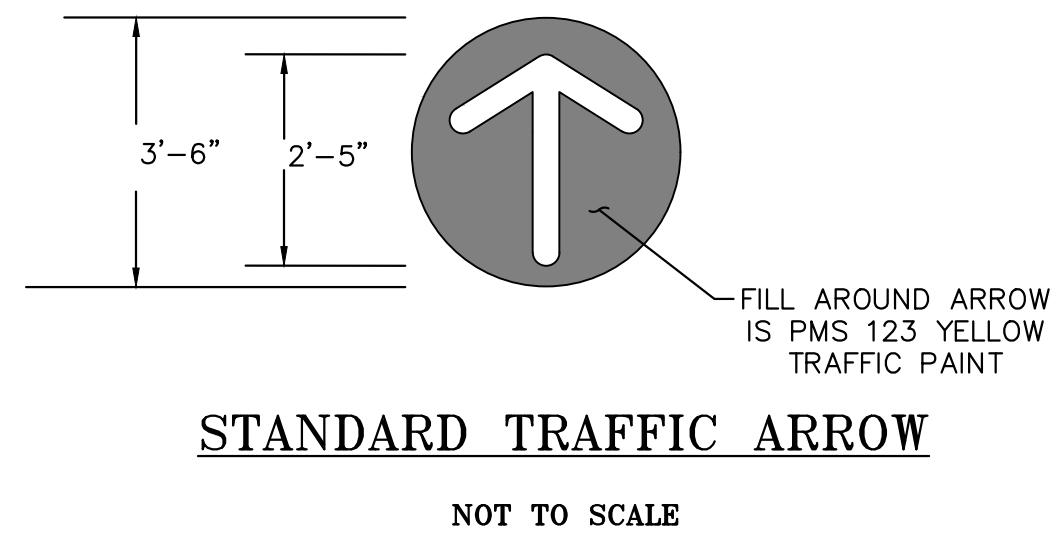 3'-6"
2'-5"
FILL AROUND ARROW
IS PMS 123 YELLOW
TRAFFIC PAINT
STANDARD TRAFFIC ARROW
NOT TO SCALE